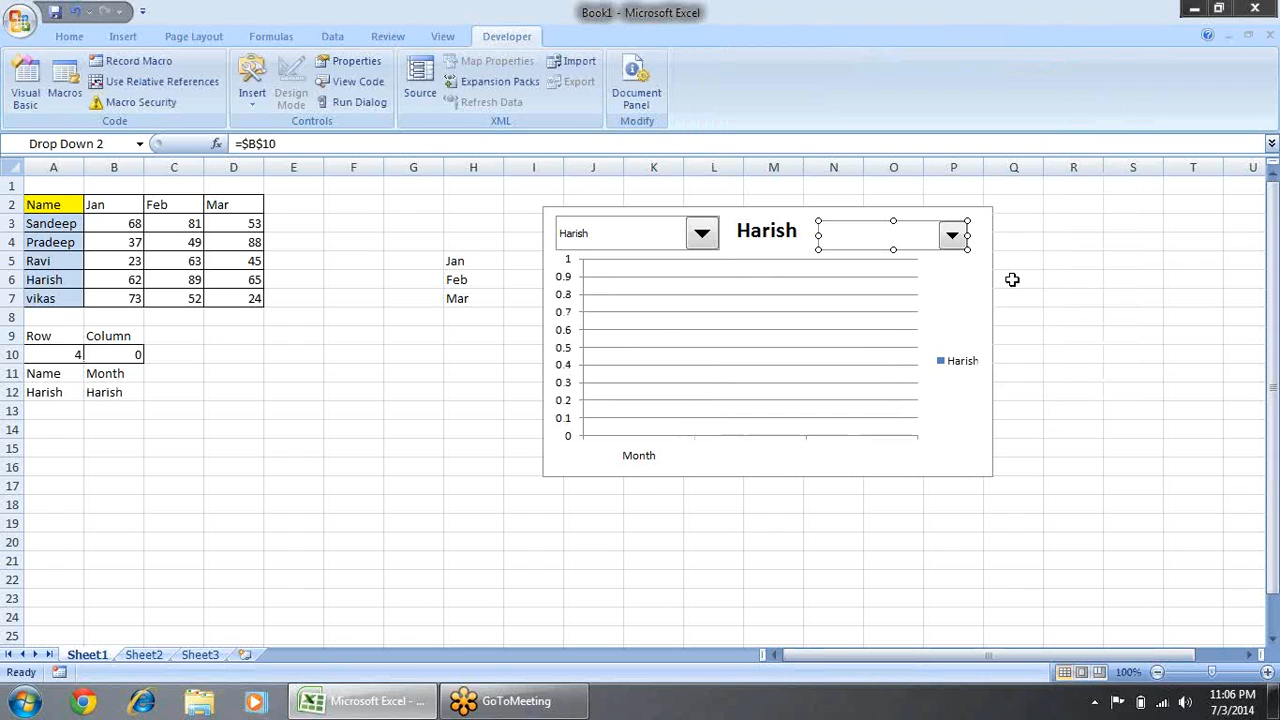 Book1 - Microsoft Excel
Home Insert Page Layout Formulas Data Review View Developer
Record Macro
Use Relative References
Macro Security
Visual Basic
Macros
Code
Insert
Design Mode
Properties
View Code
Run Dialog
Controls
Source
Map Properties
Expansion Packs
Refresh Data
Import
Export
XML
Document Panel
Modify
Drop Down 2 fx =$B$10
A B C D E F G H I J K L M N O P Q R S T U
1
2 Name Jan Feb Mar
3 Sandeep 68 81 53
4 Pradeep 37 49 88
5 Ravi 23 63 45 Jan
6 Harish 62 89 65 Feb
7 vikas 73 52 24 Mar
8
9 Row Column
10 4 0
11 Name Month
12 Harish Harish
13
14
15
16
17
18
19
20
21
22
23
24
25
Harish Harish
1
0.9
0.8
0.7
0.6
0.5
0.4
0.3
0.2
0.1
0
Month
Harish
Sheet1 Sheet2 Sheet3
Ready 100%
Microsoft Excel - ... GoToMeeting
11:06 PM
7/3/2014